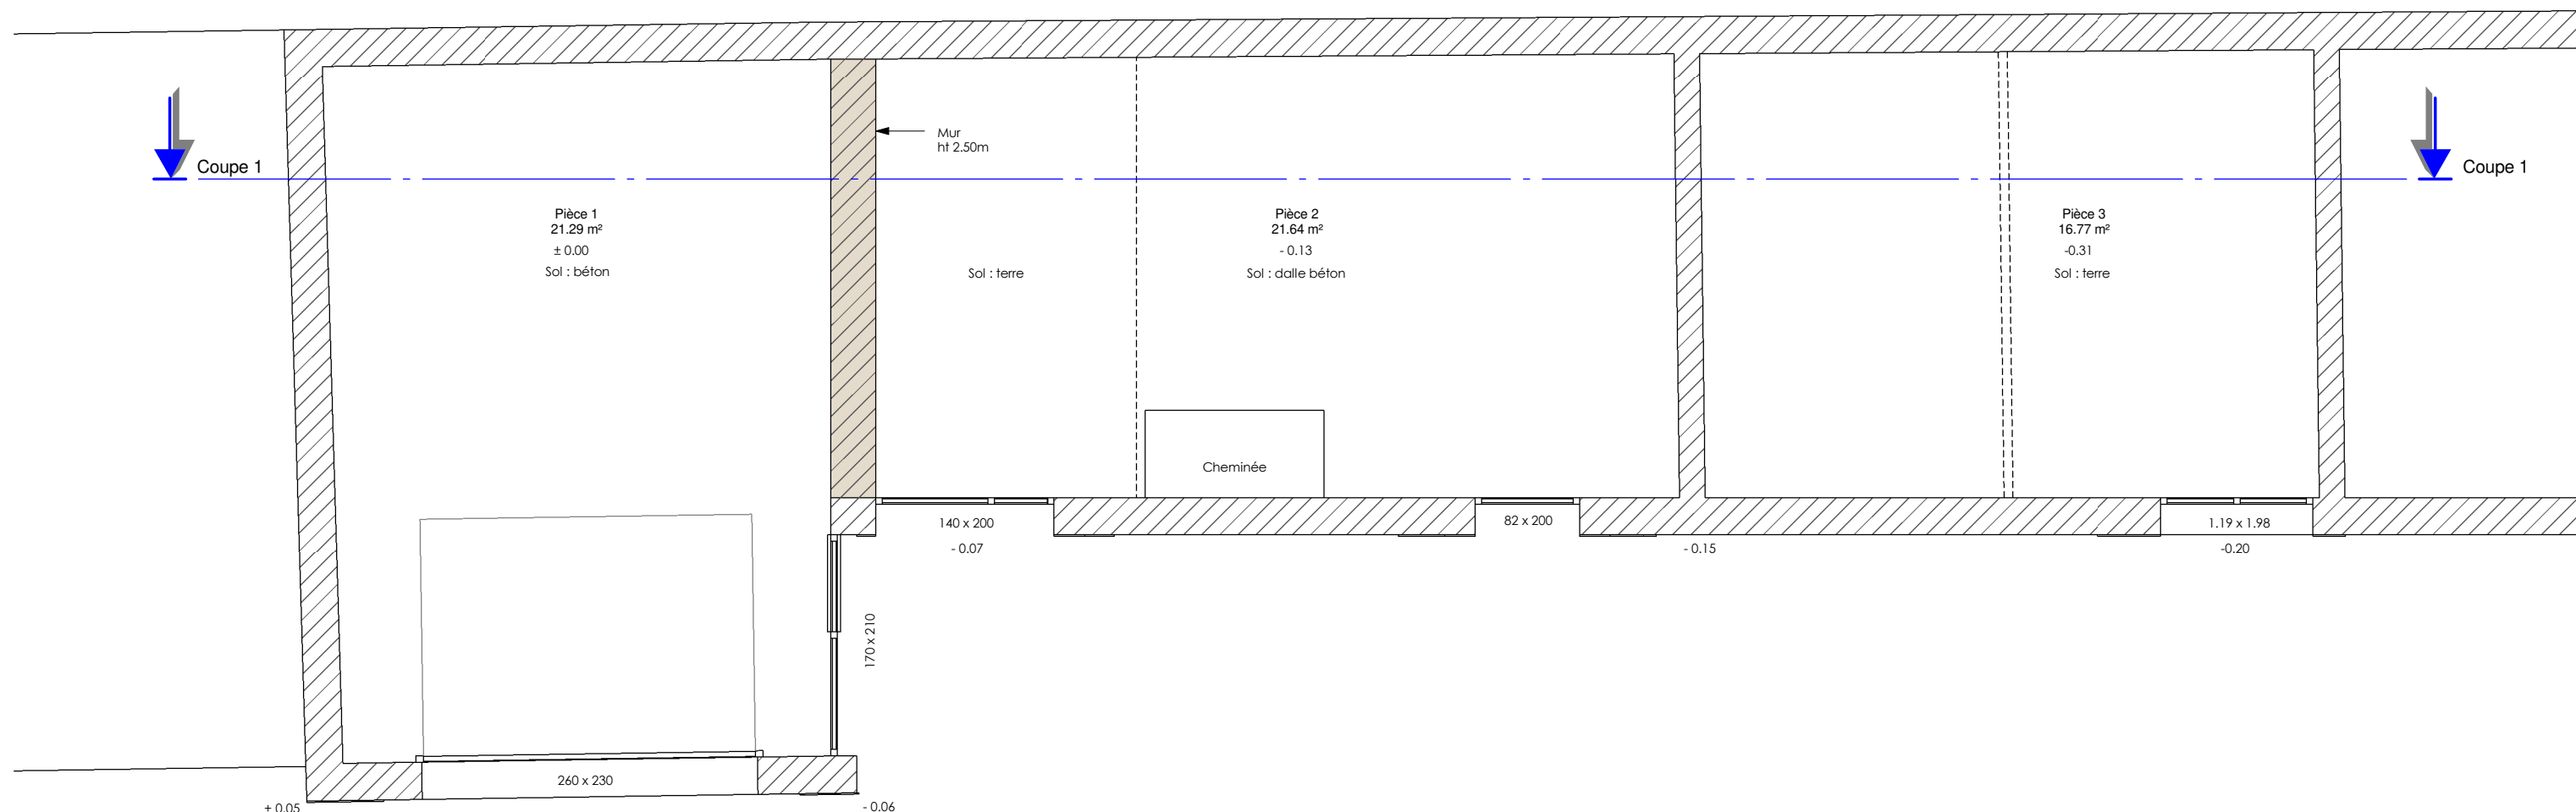 Mur
ht 2.50m
Coupe 1
Coupe 1
Pièce 1
21.29 m²
± 0.00
Sol : béton
Sol : terre
Pièce 2
21.64 m²
- 0.13
Sol : dalle béton
Pièce 3
16.77 m²
-0.31
Sol : terre
Cheminée
140 x 200
- 0.07
82 x 200
- 0.15
1.19 x 1.98
-0.20
170 x 210
260 x 230
+ 0.05
- 0.06